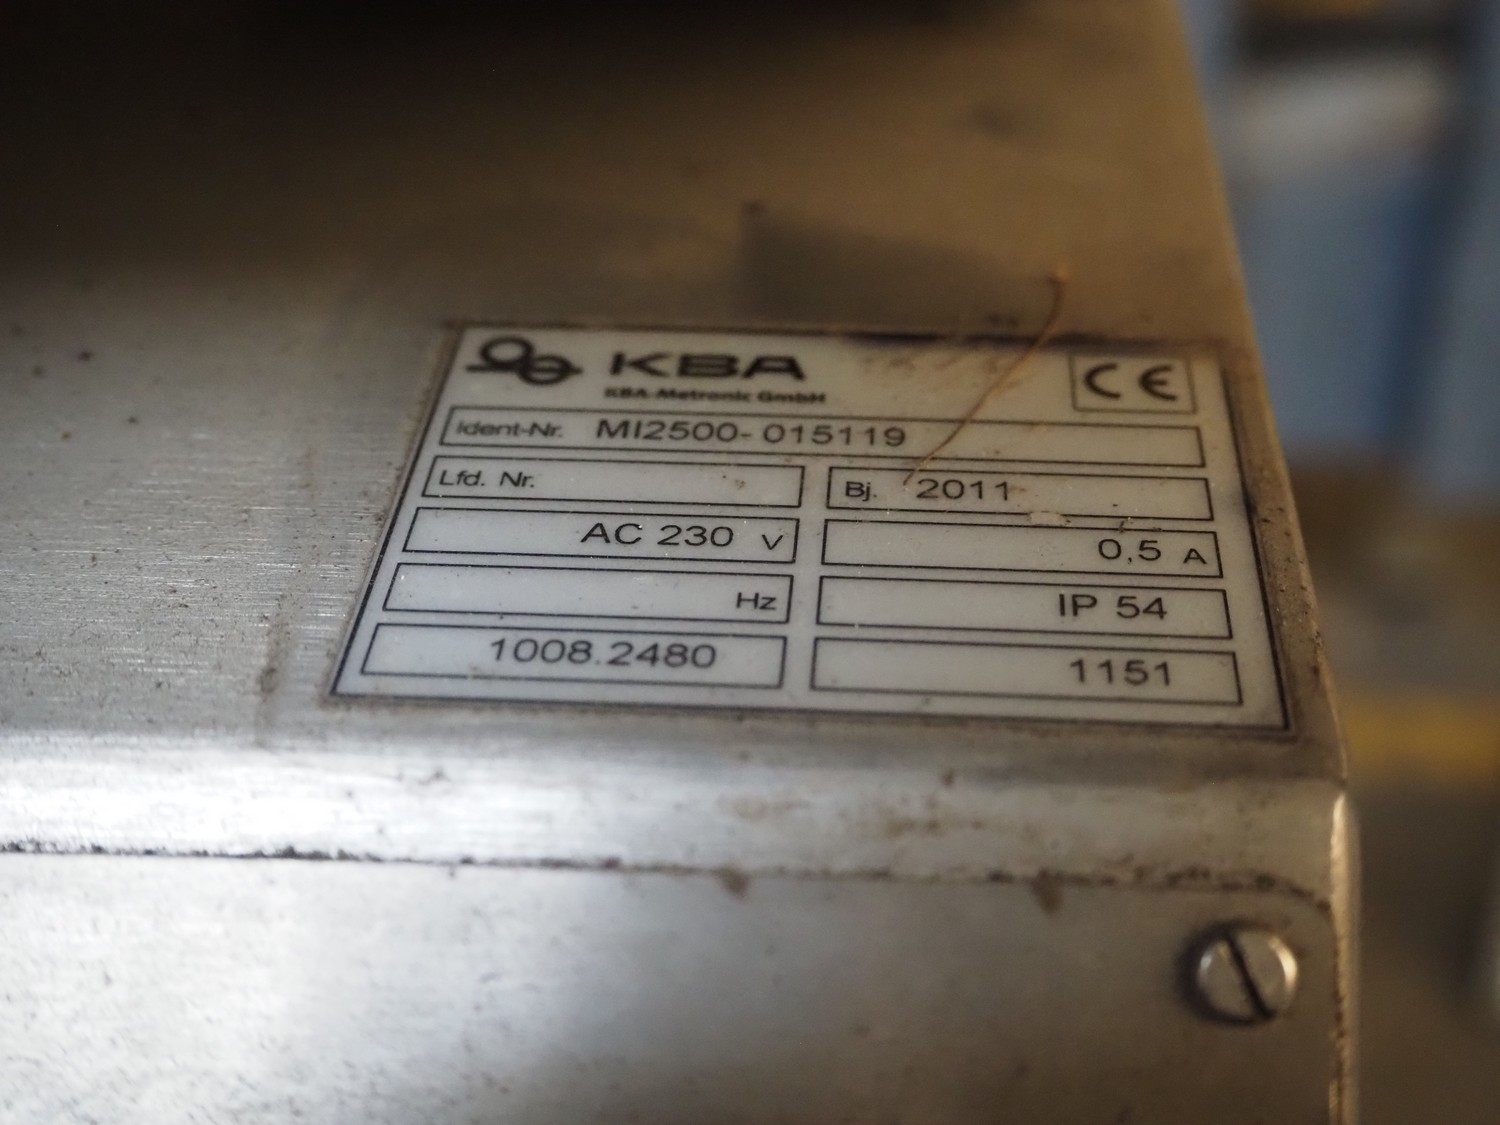 KBA
KBA-Metronic GmbH
CE
Ident-Nr. MI2500-015119
Lfd. Nr.
Bj. 2011
AC 230 V
0,5 A
Hz
IP 54
1008.2480
1151